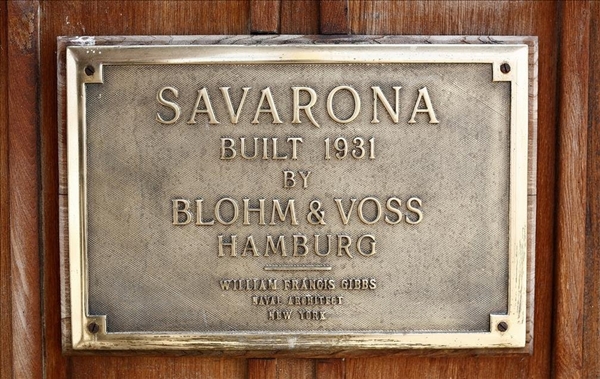 SAVARONA
BUILT 1931
BY
BLOHM & VOSS
HAMBURG
WILLIAM FRANCIS GIBBS
NAVAL ARCHITECT
NEW YORK